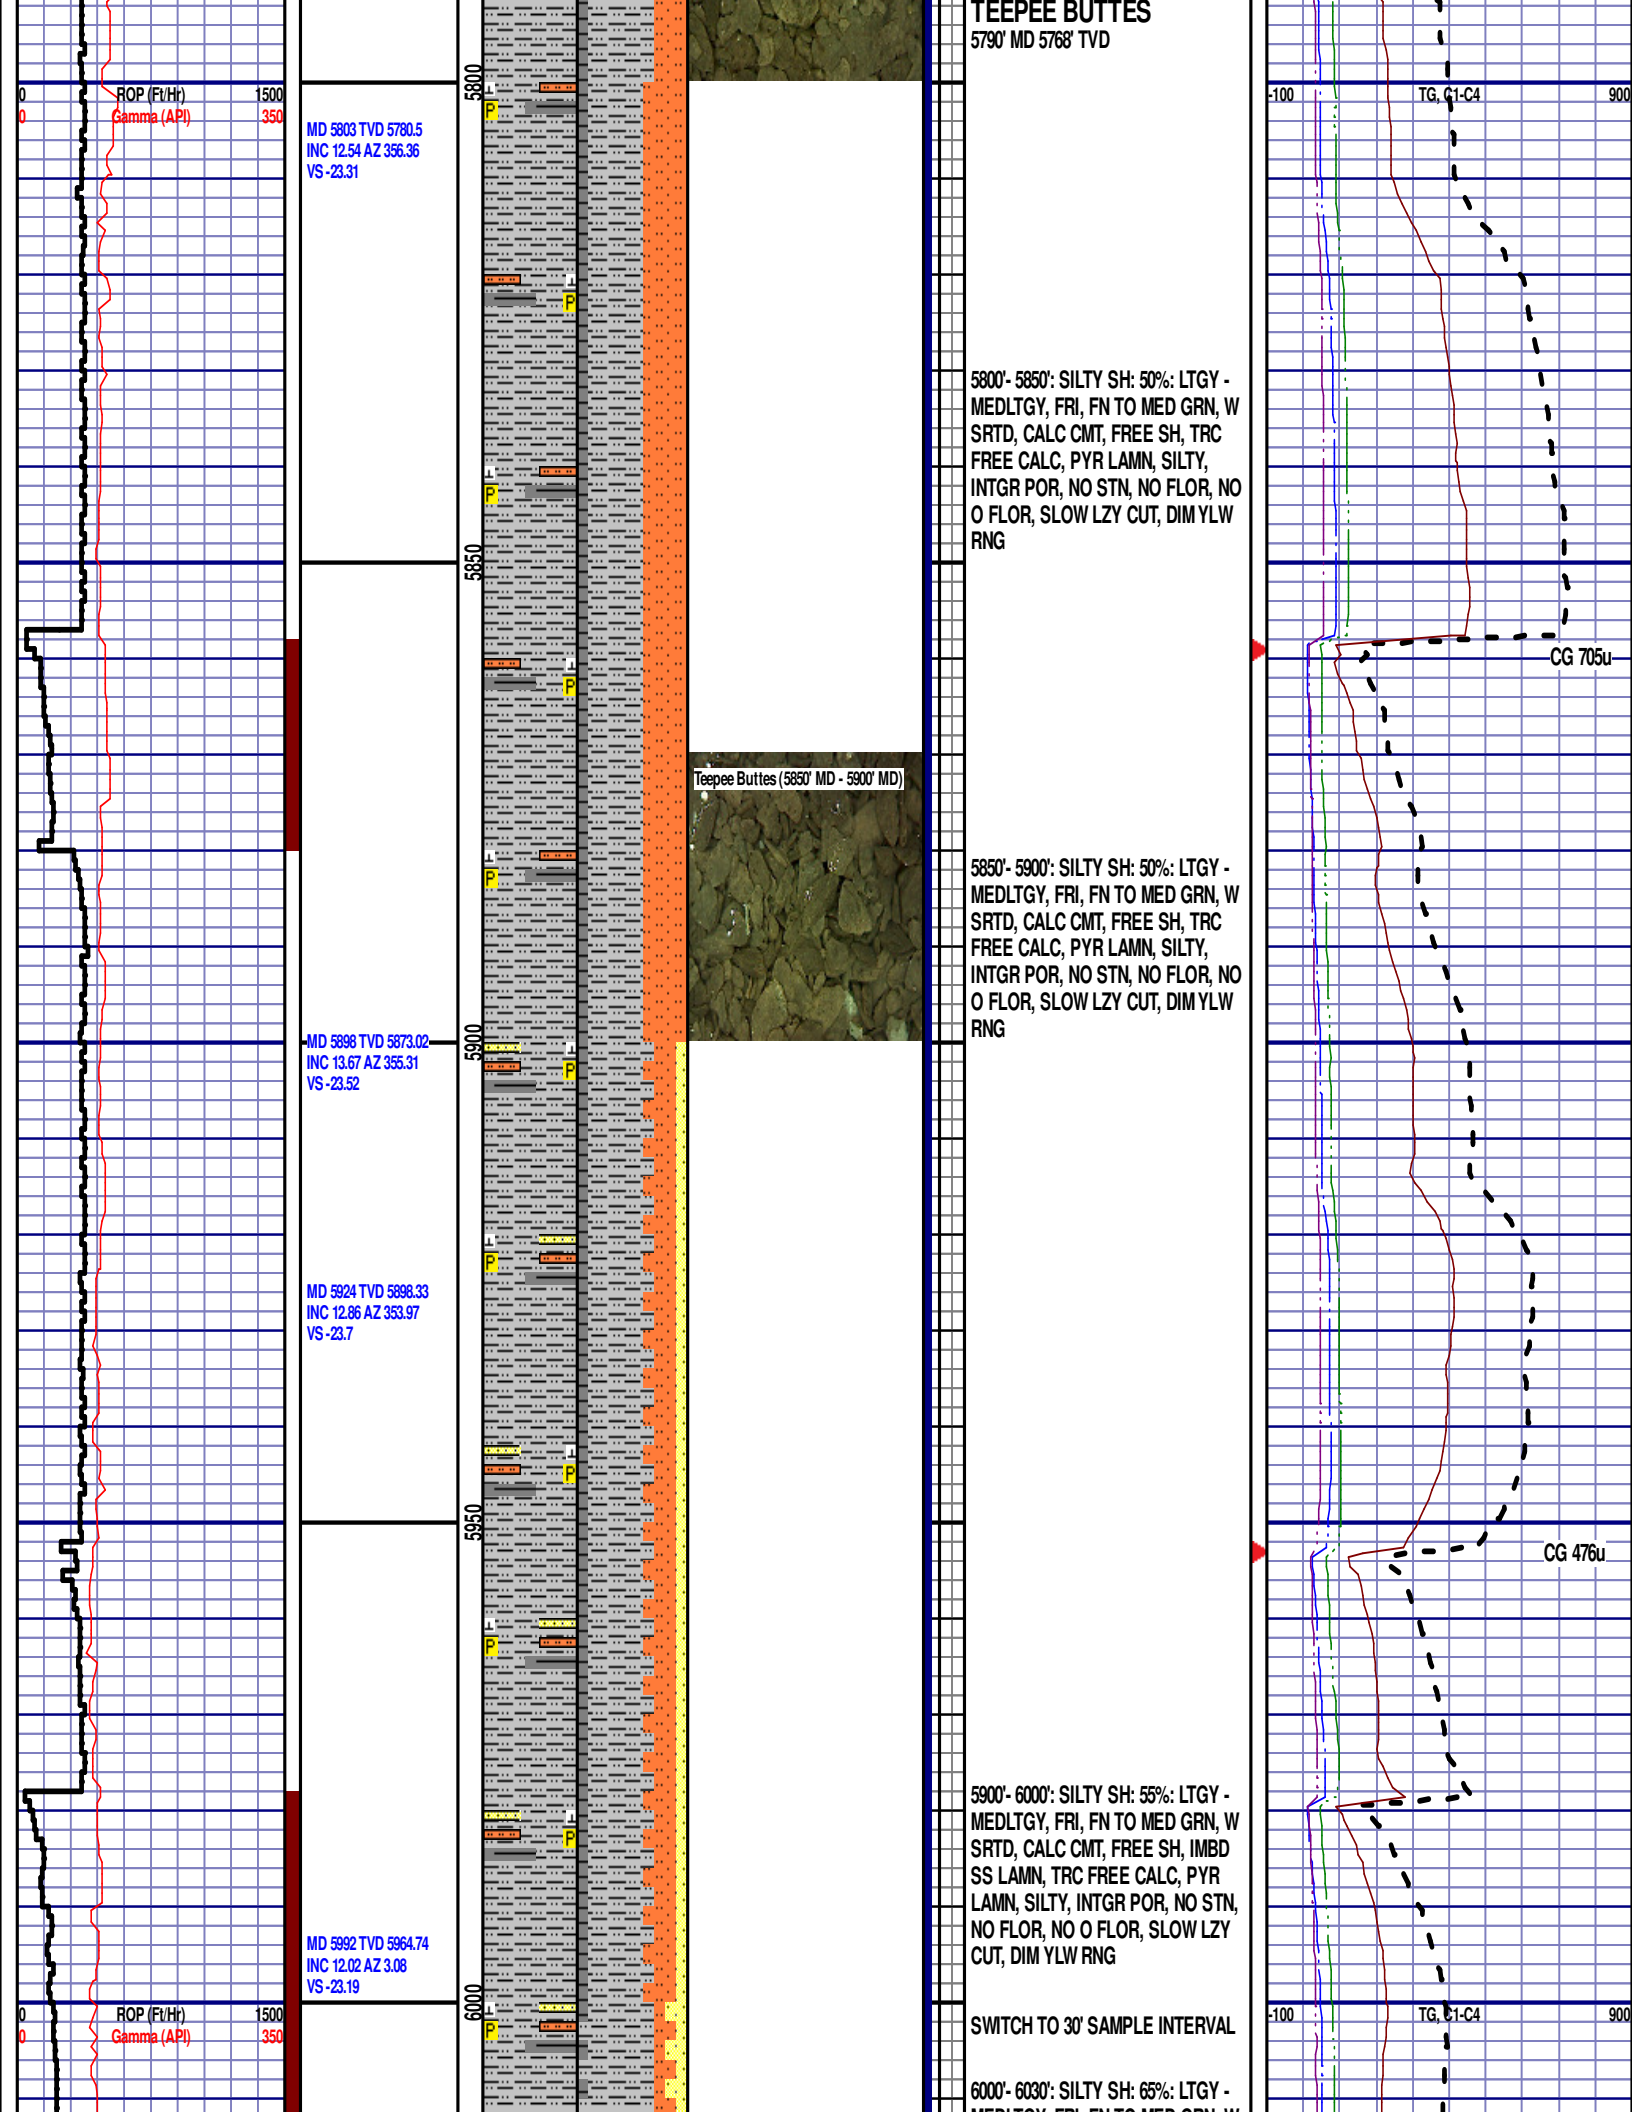 TEEPEE BUTTES
5790' MD 5768' TVD
0 ROP (Ft/Hr) 1500
0 Gamma (API) 350
5800
-100 TG, C1-C4 900
MD 5803 TVD 5780.5
INC 12.54 AZ 356.36
VS -23.31
P
P
5800'- 5850': SILTY SH: 50%: LTGY -
MEDLTGY, FRI, FN TO MED GRN, W
SRTD, CALC CMT, FREE SH, TRC
FREE CALC, PYR LAMN, SILTY,
INTGR POR, NO STN, NO FLOR, NO
O FLOR, SLOW LZY CUT, DIM YLW
RNG
P
5850
CG 705u
P
Teepee Buttes (5850' MD - 5900' MD)
5850'- 5900': SILTY SH: 50%: LTGY -
MEDLTGY, FRI, FN TO MED GRN, W
SRTD, CALC CMT, FREE SH, TRC
FREE CALC, PYR LAMN, SILTY,
INTGR POR, NO STN, NO FLOR, NO
O FLOR, SLOW LZY CUT, DIM YLW
RNG
P
MD 5898 TVD 5873.02
INC 13.67 AZ 355.31
VS -23.52
5900
P
P
MD 5924 TVD 5898.33
INC 12.86 AZ 353.97
VS -23.7
P
5950
CG 476u
P
5900'- 6000': SILTY SH: 55%: LTGY -
MEDLTGY, FRI, FN TO MED GRN, W
SRTD, CALC CMT, FREE SH, IMBD
SS LAMN, TRC FREE CALC, PYR
LAMN, SILTY, INTGR POR, NO STN,
NO FLOR, NO O FLOR, SLOW LZY
CUT, DIM YLW RNG
P
MD 5992 TVD 5964.74
INC 12.02 AZ 3.08
VS -23.19
6000
0 ROP (Ft/Hr) 1500
0 Gamma (API) 350
P
SWITCH TO 30' SAMPLE INTERVAL
-100 TG, C1-C4 900
6000'- 6030': SILTY SH: 65%: LTGY -
MEDLTGY, FRI, FN TO MED GRN, W